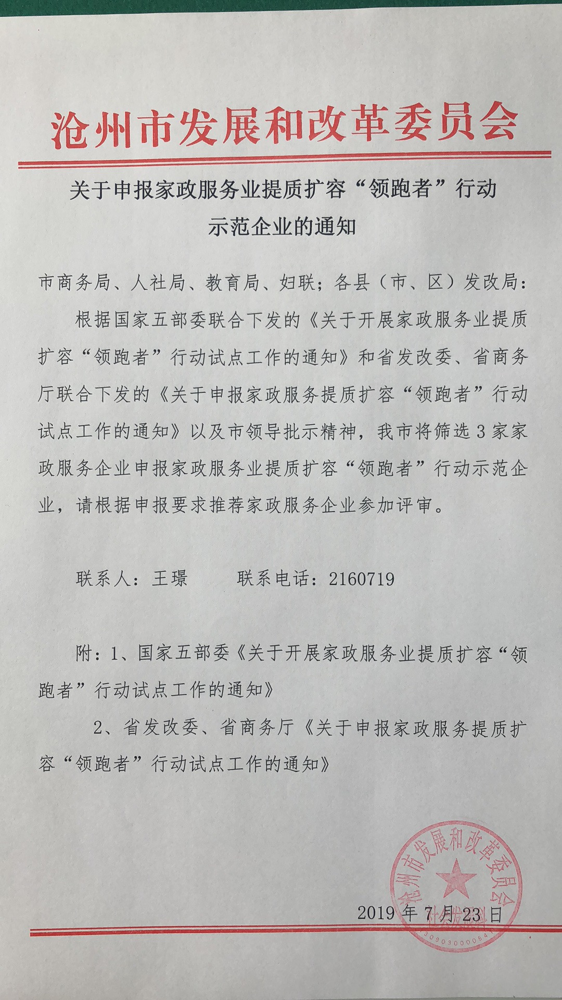 沧州市发展和改革委员会
关于申报家政服务业提质扩容“领跑者”行动
示范企业的通知
市商务局、人社局、教育局、妇联；各县（市、区）发改局：
根据国家五部委联合下发的《关于开展家政服务业提质
扩容“领跑者”行动试点工作的通知》和省发改委、省商务
厅联合下发的《关于申报家政服务提质扩容“领跑者”行动
试点工作的通知》以及市领导批示精神，我市将筛选3家家
政服务企业申报家政服务业提质扩容“领跑者”行动示范企
业，请根据申报要求推荐家政服务企业参加评审。
联系人：王璟 联系电话：2160719
附：1、国家五部委《关于开展家政服务业提质扩容“领
跑者”行动试点工作的通知》
2、省发改委、省商务厅《关于申报家政服务提质扩
容“领跑者”行动试点工作的通知》
沧州市发展和改革委员会
2019年7月23日
社会发展科